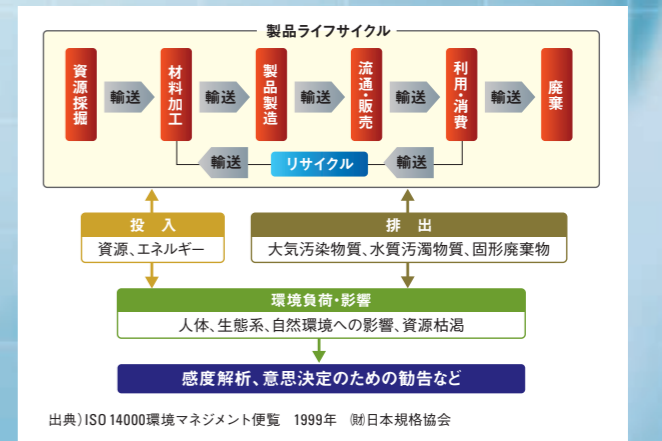 製品ライフサイクル
資源採掘
輸送
材料加工
輸送
製品製造
輸送
流通・販売
輸送
利用・消費
輸送
廃棄
輸送
リサイクル
輸送
投 入
資源、エネルギー
排 出
大気汚染物質、水質汚濁物質、固形廃棄物
環境負荷・影響
人体、生態系、自然環境への影響、資源枯渇
感度解析、意思決定のための勧告など
出典）ISO 14000環境マネジメント便覧 1999年 ㈶日本規格協会